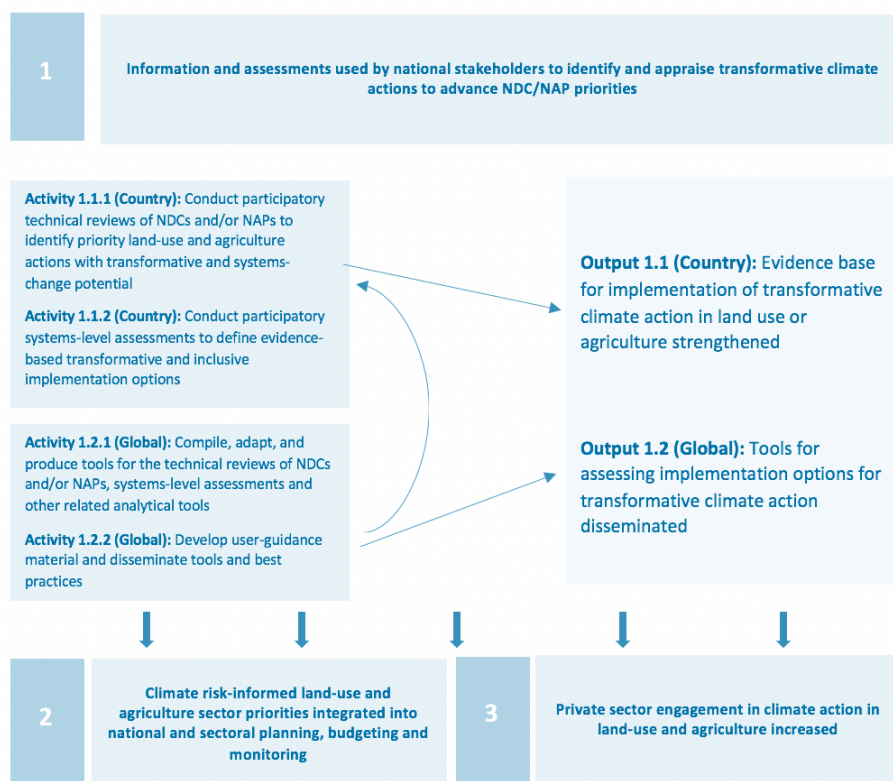 1
Information and assessments used by national stakeholders to identify and appraise transformative climate
actions to advance NDC/NAP priorities
Activity 1.1.1 (Country): Conduct participatory
technical reviews of NDCs and/or NAPs to
identify priority land-use and agriculture
actions with transformative and systems-
change potential
Activity 1.1.2 (Country): Conduct participatory
systems-level assessments to define evidence-
based transformative and inclusive
implementation options
Activity 1.2.1 (Global): Compile, adapt, and
produce tools for the technical reviews of NDCs
and/or NAPs, systems-level assessments and
other related analytical tools
Activity 1.2.2 (Global): Develop user-guidance
material and disseminate tools and best
practices
Output 1.1 (Country): Evidence base
for implementation of transformative
climate action in land use or
agriculture strengthened
Output 1.2 (Global): Tools for
assessing implementation options for
transformative climate action
disseminated
2
Climate risk-informed land-use and
agriculture sector priorities integrated into
national and sectoral planning, budgeting and
monitoring
3
Private sector engagement in climate action in
land-use and agriculture increased